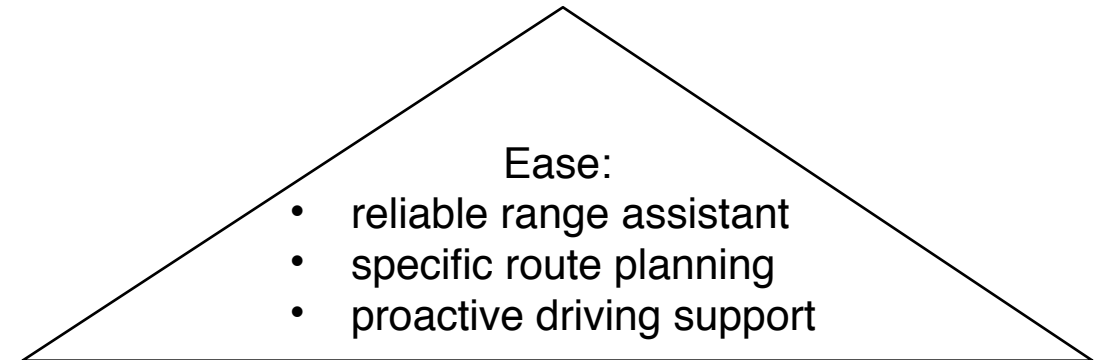 Ease:
• reliable range assistant
• specific route planning
• proactive driving support